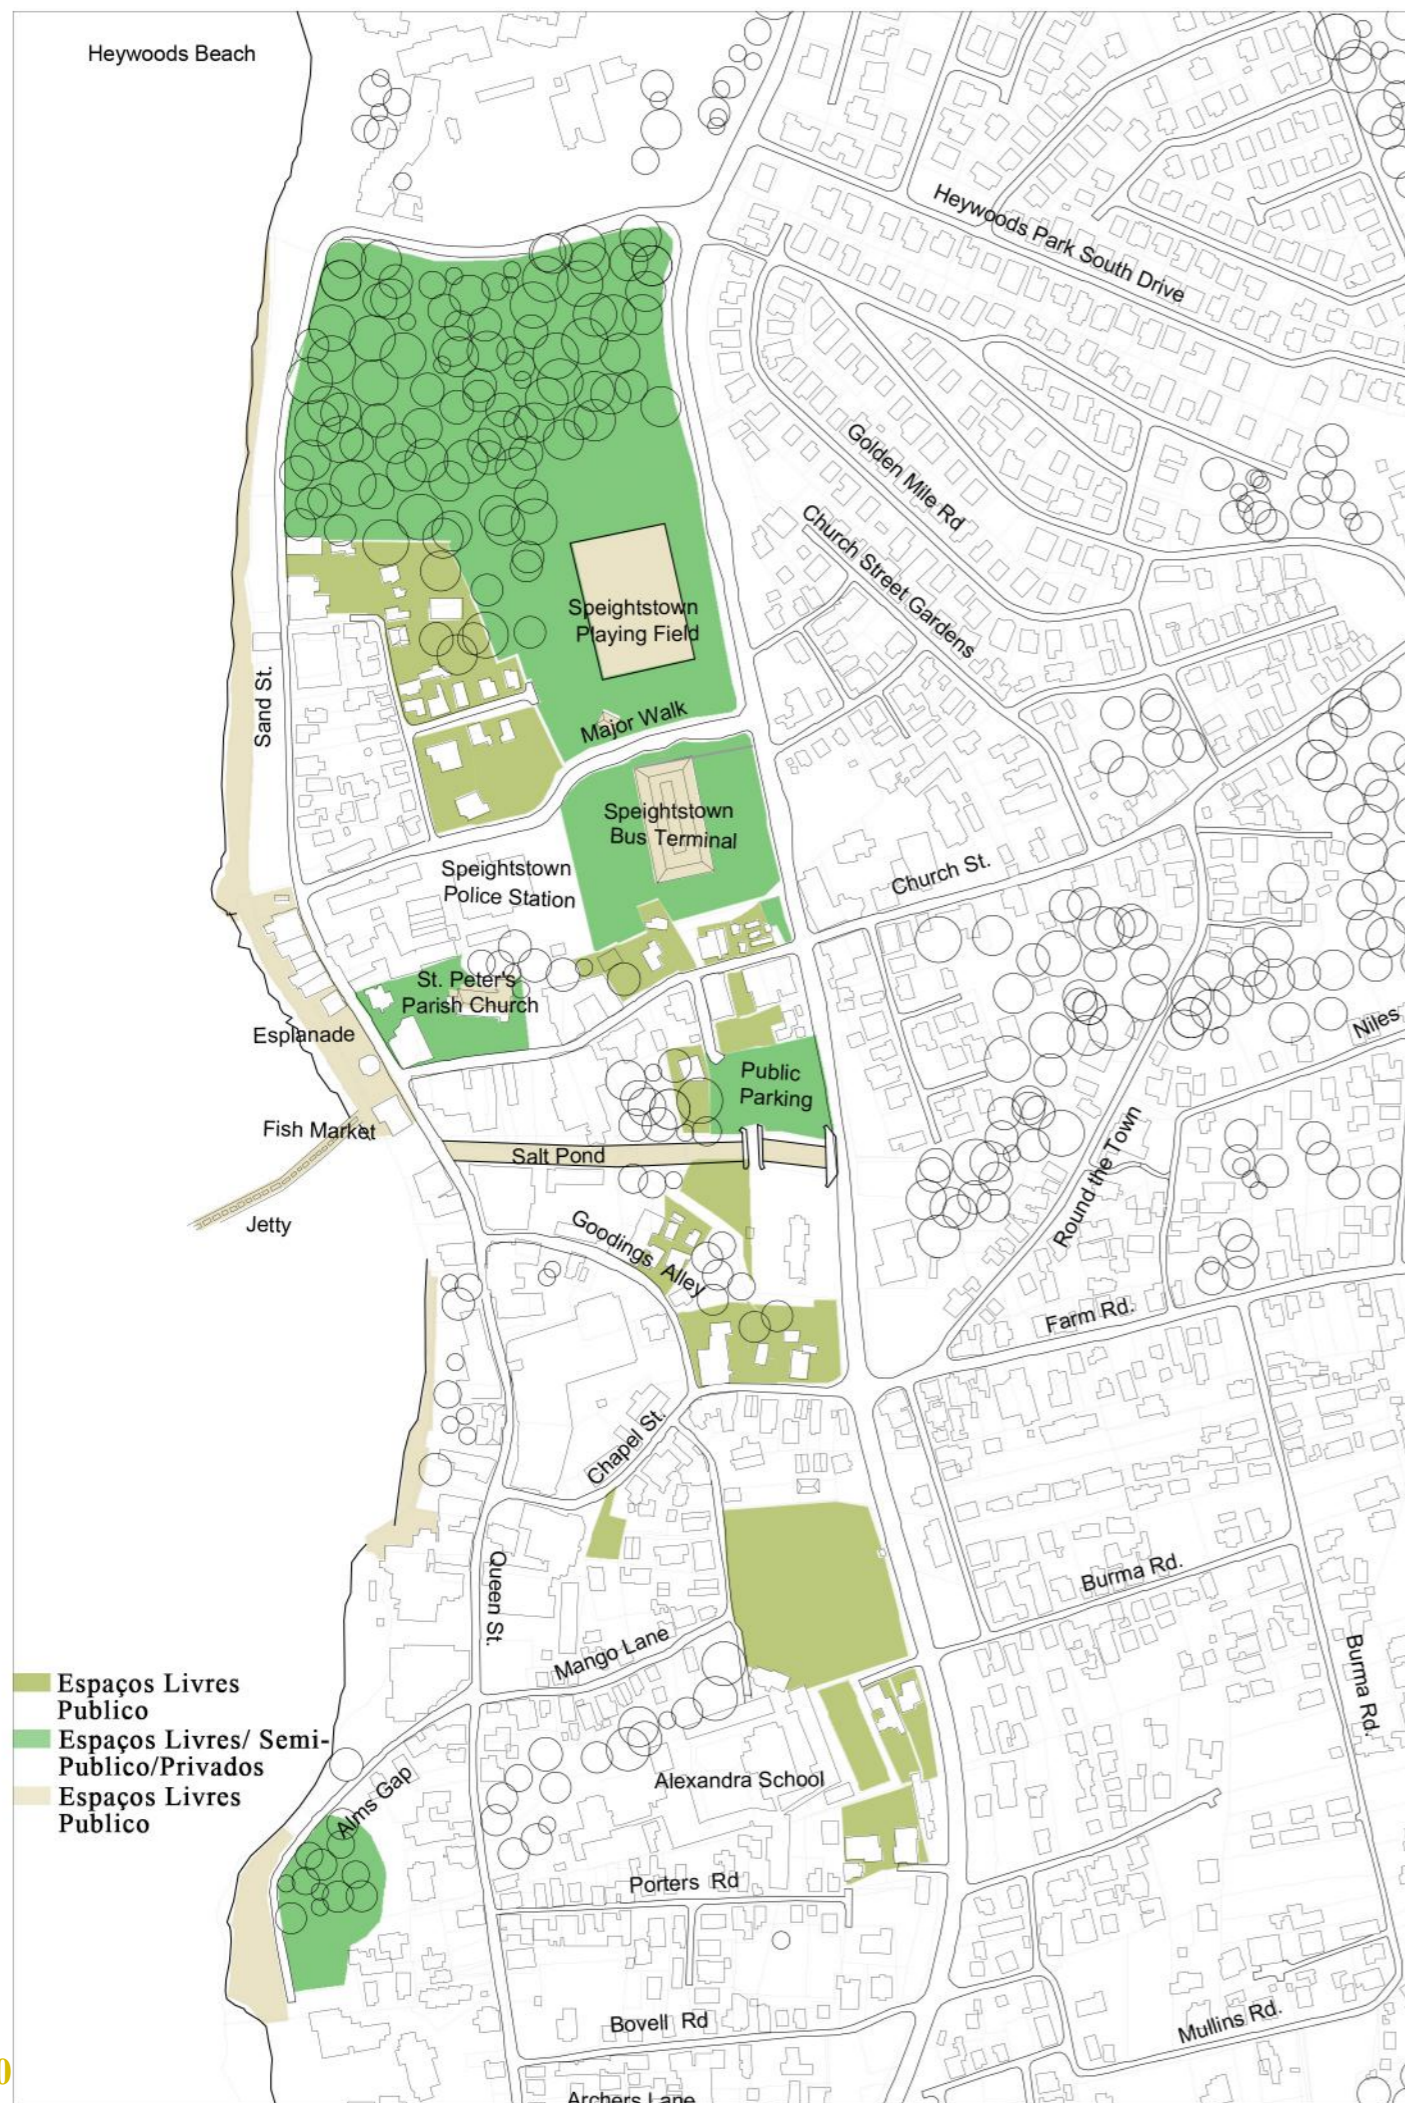 Heywoods Beach
Heywoods Park South Drive
Golden Mile Rd
Church Street Gardens
Speightstown
Playing Field
Sand St.
Major Walk
Speightstown
Bus Terminal
Speightstown
Police Station
Church St.
St. Peter's
Parish Church
Esplanade
Niles
Public
Parking
Fish Market
Salt Pond
Round the Town
Jetty
Goodings Alley
Farm Rd.
Chapel St.
Queen St.
Burma Rd.
Mango Lane
Burma Rd.
Espaços Livres
Publico
Espaços Livres/ Semi-
Publico/Privados
Espaços Livres
Publico
Alms Gap
Alexandra School
Porters Rd
Bovell Rd
Mullins Rd.
Archers Lane
0